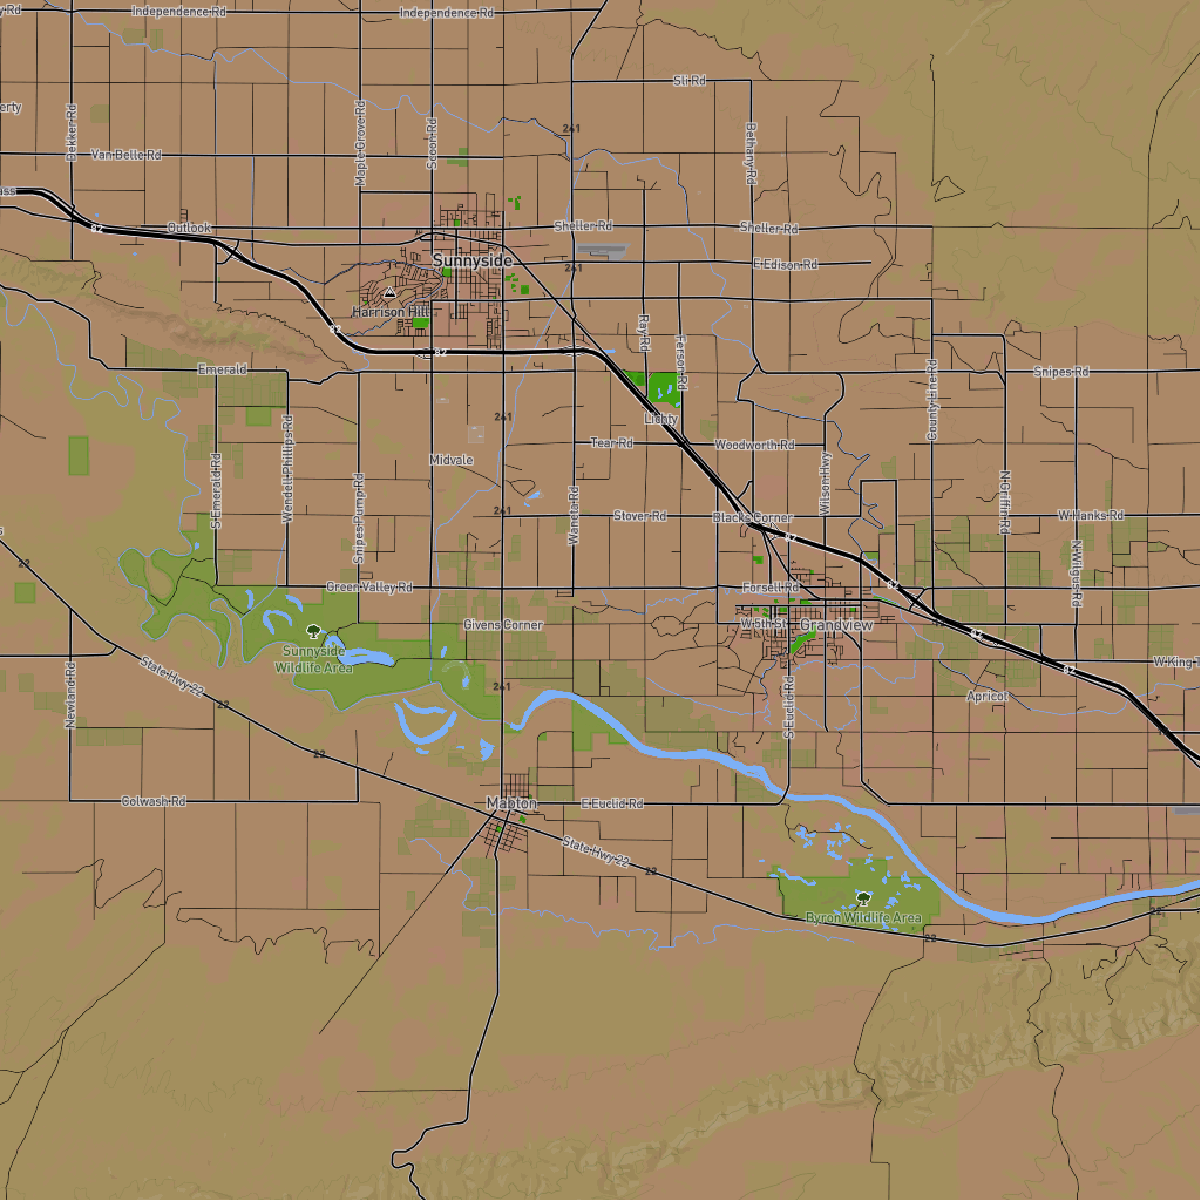 Independence Rd
Independence Rd
Sli Rd
Dekker Rd
Maple Grove Rd
Scoon Rd
241
Bethany Rd
Van Belle Rd
Outlook
82
Sheller Rd
Sheller Rd
Sunnyside
241
E Edison Rd
Harrison Hill
82
Ray Rd
Ferson Rd
Emerald
County Line Rd
Snipes Rd
241
Lichty
Tear Rd
Woodworth Rd
Midvale
S Emerald Rd
Wendell Phillips Rd
Snipes Pump Rd
Waneta Rd
Wilson Hwy
N Griffin Rd
241
Slover Rd
Blacks Corner
W Hanks Rd
82
22
N Wilgus Rd
Green Valley Rd
Forsell Rd
Givens Corner
W 5th St
Grandview
82
Sunnyside
Wildlife Area
State Hwy 22
Newland Rd
22
241
S Euclid Rd
Apricot
W King T
82
22
Golwash Rd
Mabton
E Euclid Rd
State Hwy 22
22
Byron Wildlife Area
22
22